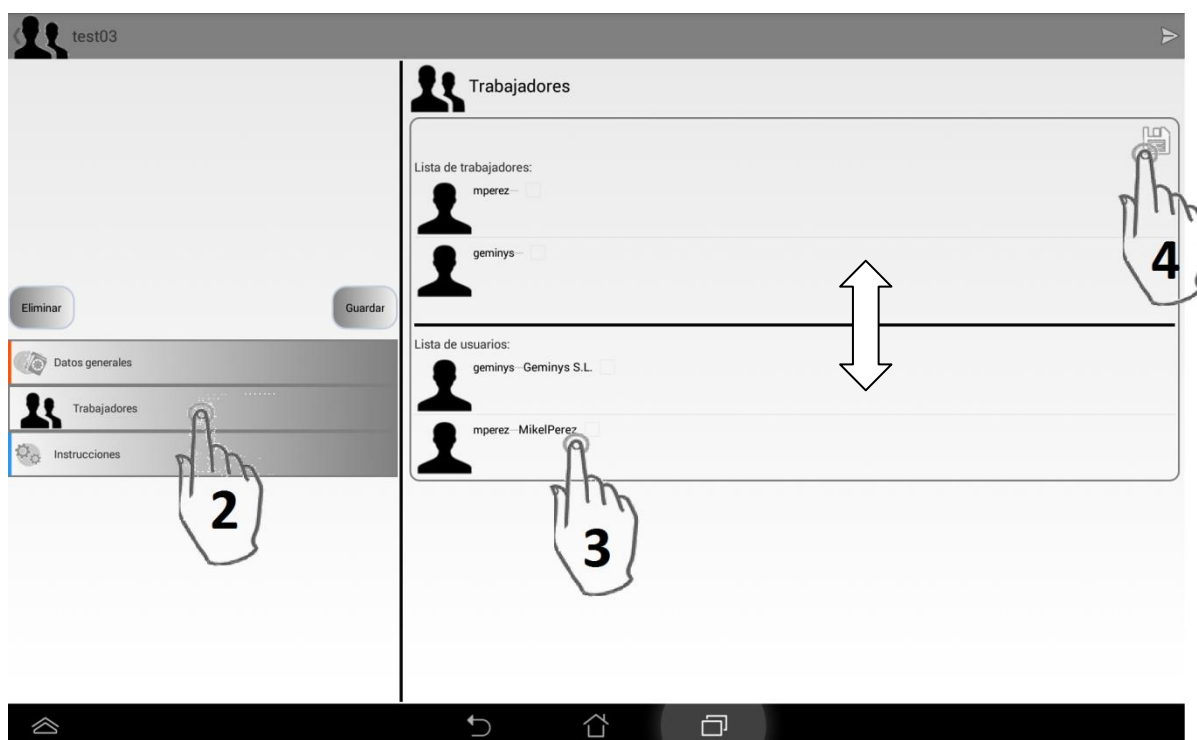 test03
Eliminar
Guardar
Datos generales
Trabajadores
Instrucciones
2
Trabajadores
Lista de trabajadores:
mperez--
geminys--
Lista de usuarios:
geminys--Geminys S.L.
mperez--MikelPerez
3
4